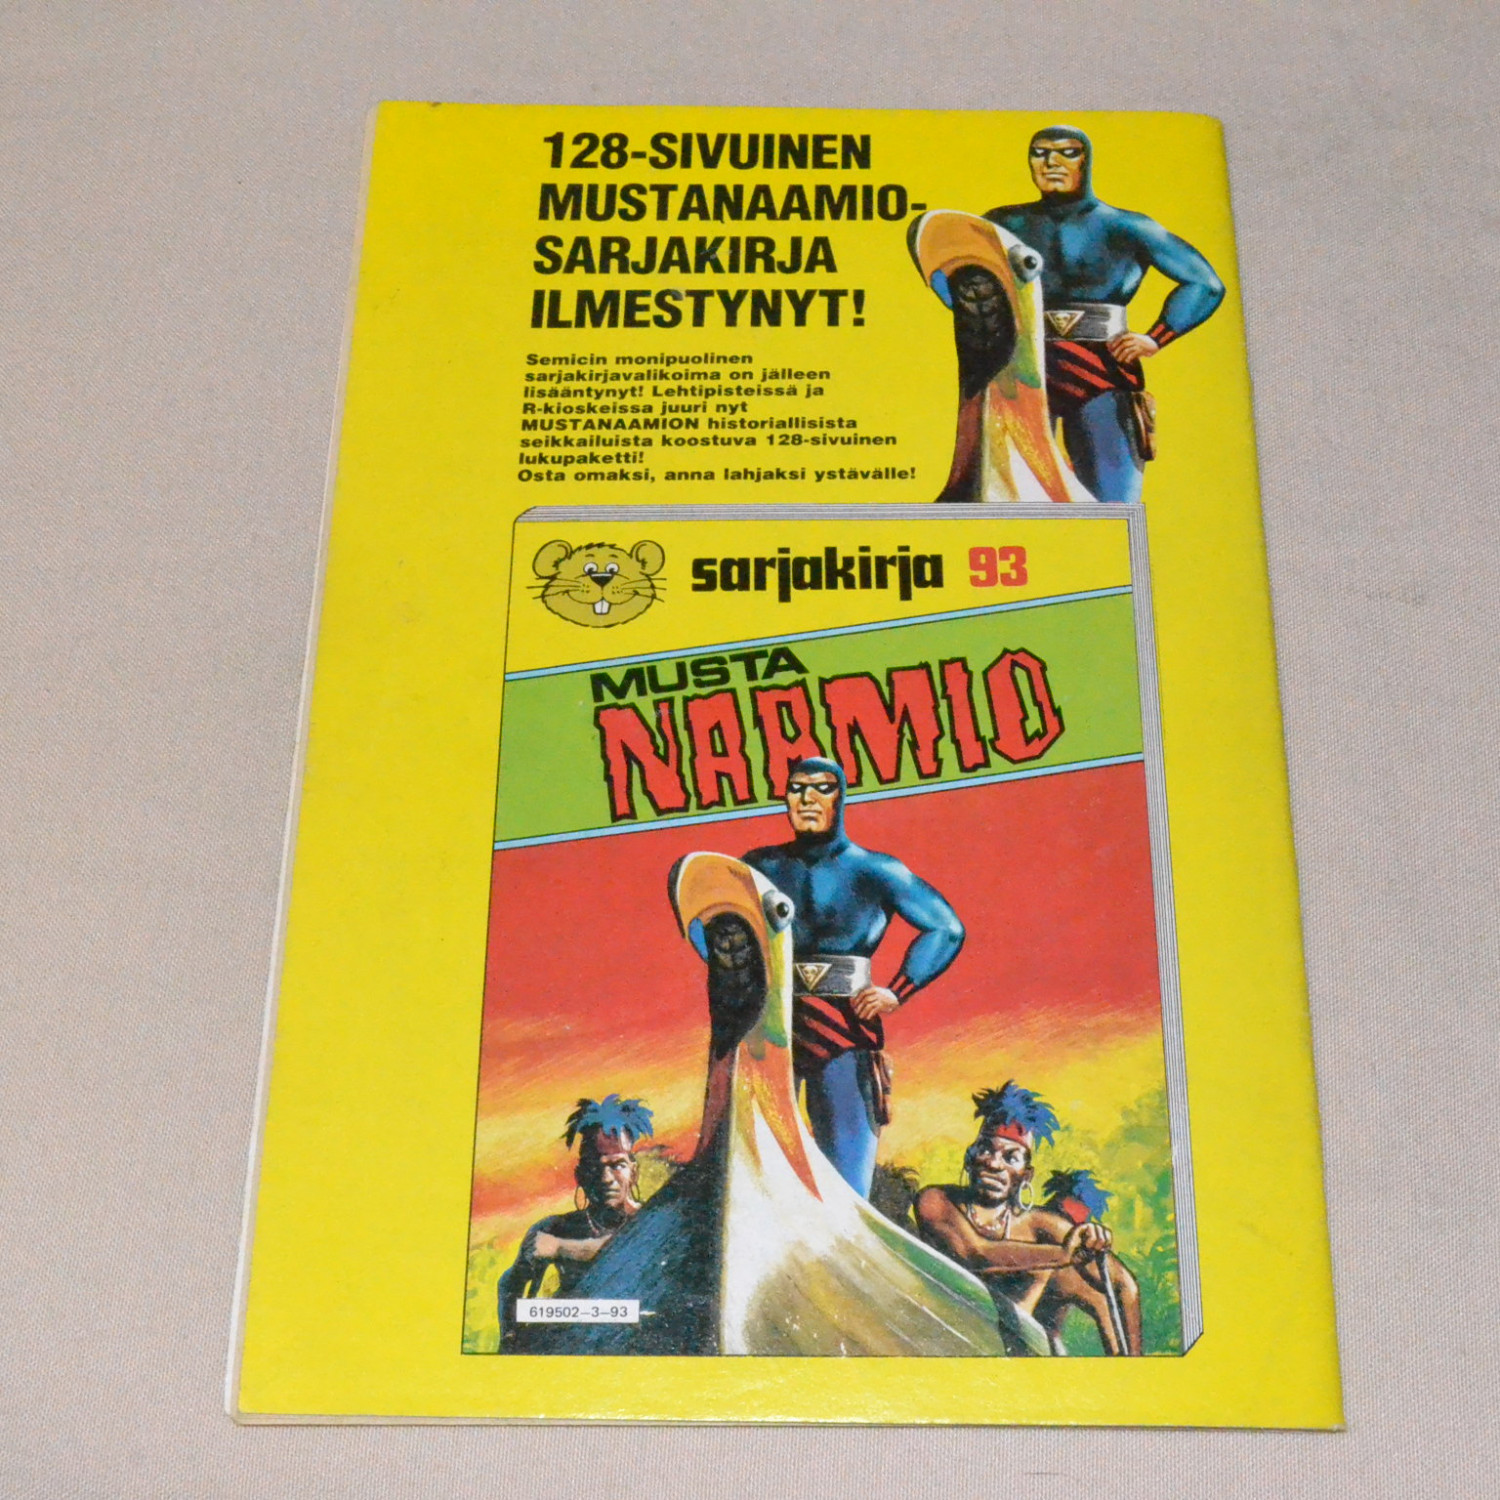 128-SIVUINEN
MUSTANAAMIO-
SARJAKIRJA
ILMESTYNYT!
Semicin monipuolinen
sarjakirjavalikoima on jälleen
lisääntynyt! Lehtipisteissä ja
R-kioskeissa juuri nyt
MUSTANAAMION historiallisista
seikkailuista koostuva 128-sivuinen
lukupaketti!
Osta omaksi, anna lahjaksi ystävälle!
sarjakirja 93
MUSTA
NAAMIO
619502-3-93